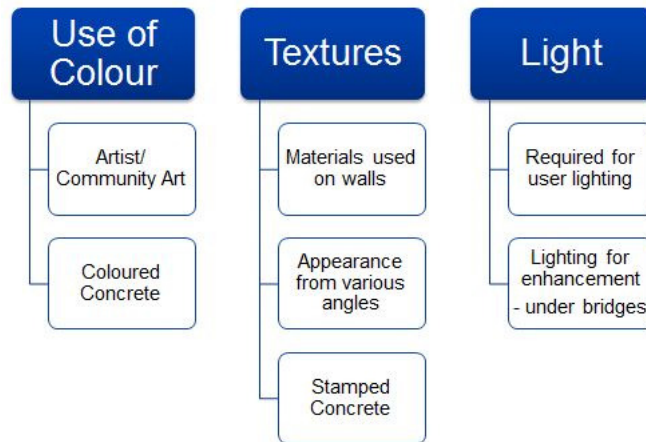 Use of
Colour
Artist/
Community Art
Coloured
Concrete
Textures
Materials used
on walls
Appearance
from various
angles
Stamped
Concrete
Light
Required for
user lighting
Lighting for
enhancement
- under bridges